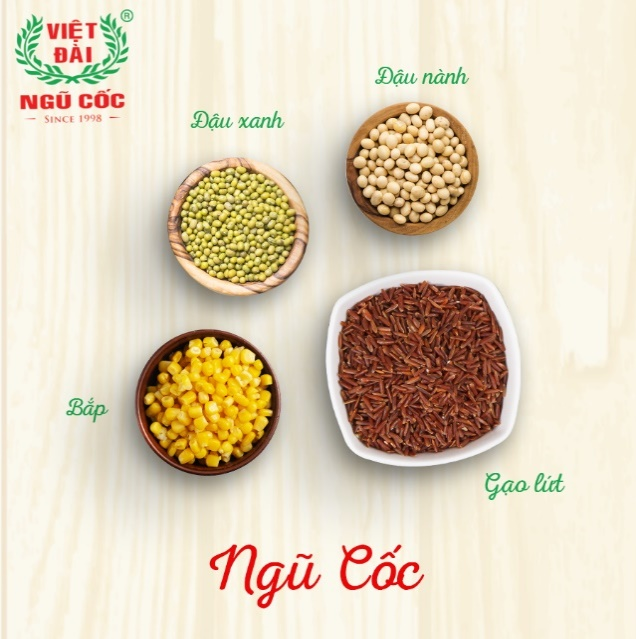 VIỆT
ĐÀI
®
NGŨ CỐC
SINCE 1998
Đậu nành
Đậu xanh
Bắp
Gạo lứt
Ngũ Cốc